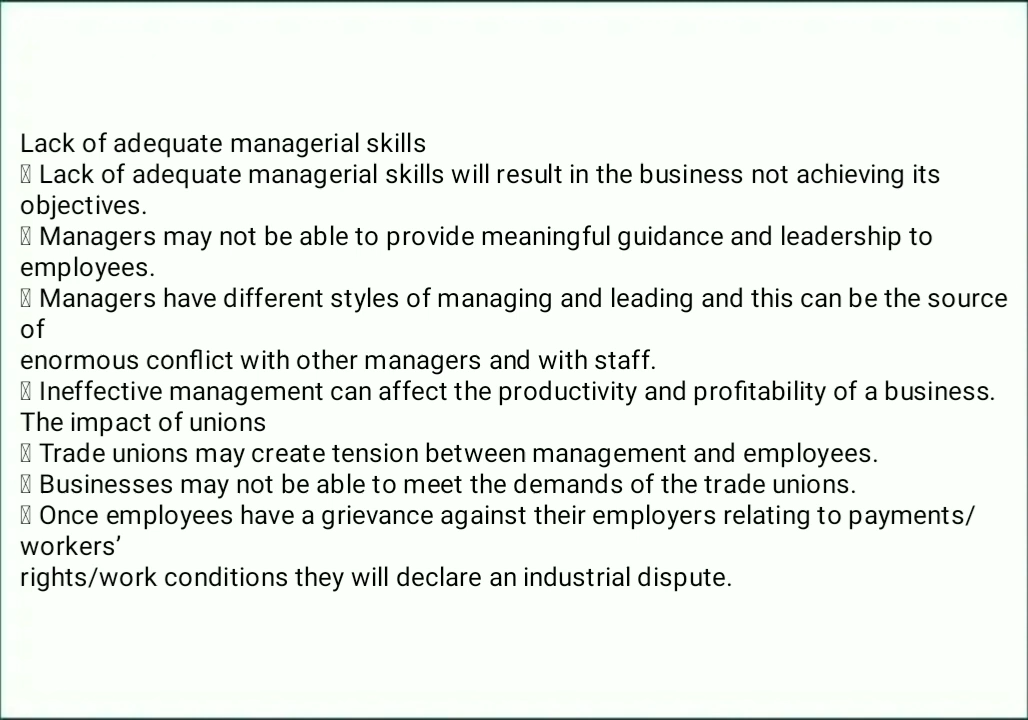 Lack of adequate managerial skills
 Lack of adequate managerial skills will result in the business not achieving its
objectives.
 Managers may not be able to provide meaningful guidance and leadership to
employees.
 Managers have different styles of managing and leading and this can be the source
of
enormous conflict with other managers and with staff.
 Ineffective management can affect the productivity and profitability of a business.
The impact of unions
 Trade unions may create tension between management and employees.
 Businesses may not be able to meet the demands of the trade unions.
 Once employees have a grievance against their employers relating to payments/
workers’
rights/work conditions they will declare an industrial dispute.